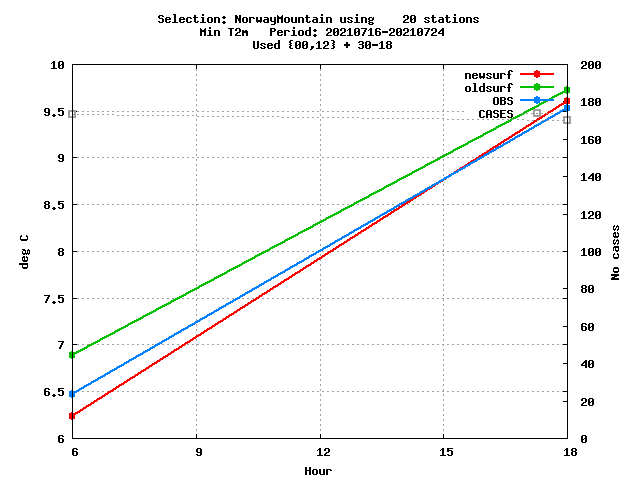 Selection: NorwayMountain using    20 stations
Min T2m   Period: 20210716-20210724
Used {00,12} + 30-18
newsurf
oldsurf
OBS
CASES
deg C
10
9.5
9
8.5
8
7.5
7
6.5
6
200
180
160
140
120
100
80
60
40
20
0
No cases
6 9 12 15 18
Hour